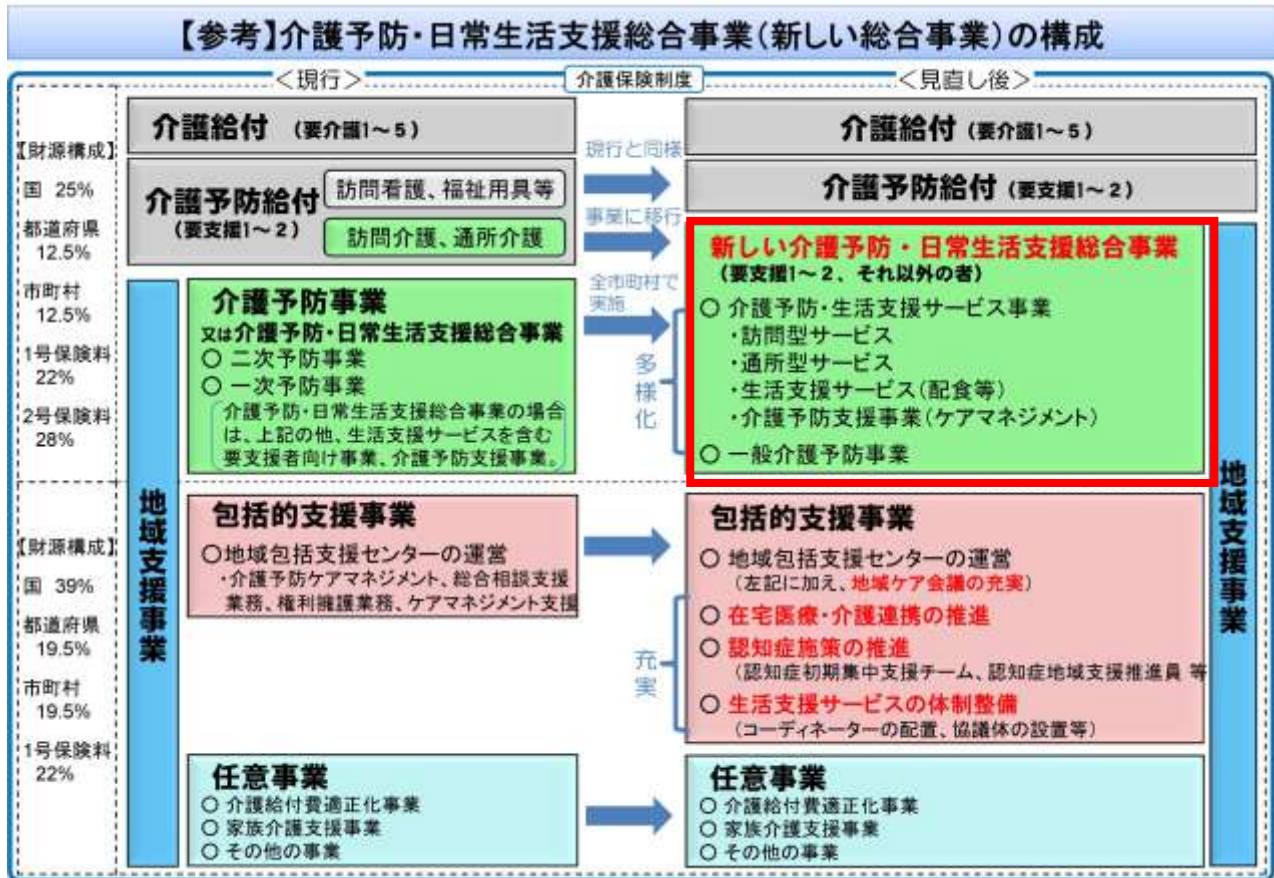 【参考】介護予防・日常生活支援総合事業(新しい総合事業)の構成
<現行>
介護保険制度
<見直し後>
【財源構成】
国 25%
都道府県
12.5%
市町村
12.5%
1号保険料
22%
2号保険料
28%
【財源構成】
国 39%
都道府県
19.5%
市町村
19.5%
1号保険料
22%
介護給付 (要介護1~5)
介護予防給付
(要支援1~2)
訪問看護、福祉用具等
訪問介護、通所介護
地域支援事業
介護予防事業
又は介護予防・日常生活支援総合事業
○ 二次予防事業
○ 一次予防事業
介護予防・日常生活支援総合事業の場合
は、上記の他、生活支援サービスを含む
要支援者向け事業、介護予防支援事業。
包括的支援事業
○地域包括支援センターの運営
・介護予防ケアマネジメント、総合相談支援
業務、権利擁護業務、ケアマネジメント支援
任意事業
○ 介護給付費適正化事業
○ 家族介護支援事業
○ その他の事業
現行と同様
事業に移行
全市町村で
実施
多様化
充実
介護給付 (要介護1~5)
介護予防給付 (要支援1~2)
新しい介護予防・日常生活支援総合事業
(要支援1~2、それ以外の者)
○ 介護予防・生活支援サービス事業
・訪問型サービス
・通所型サービス
・生活支援サービス(配食等)
・介護予防支援事業(ケアマネジメント)
○ 一般介護予防事業
包括的支援事業
○ 地域包括支援センターの運営
(左記に加え、地域ケア会議の充実)
○ 在宅医療・介護連携の推進
○ 認知症施策の推進
(認知症初期集中支援チーム、認知症地域支援推進員 等
○ 生活支援サービスの体制整備
(コーディネーターの配置、協議体の設置等)
任意事業
○ 介護給付費適正化事業
○ 家族介護支援事業
○ その他の事業
地域支援事業